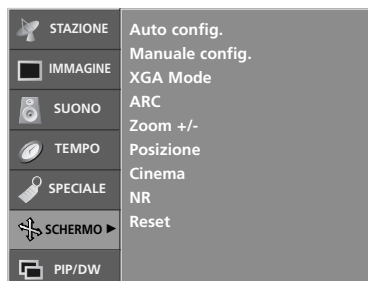 STAZIONE
IMMAGINE
SUONO
TEMPO
SPECIALE
SCHERMO ▶
PIP/DW
Auto config.
Manuale config.
XGA Mode
ARC
Zoom +/-
Posizione
Cinema
NR
Reset